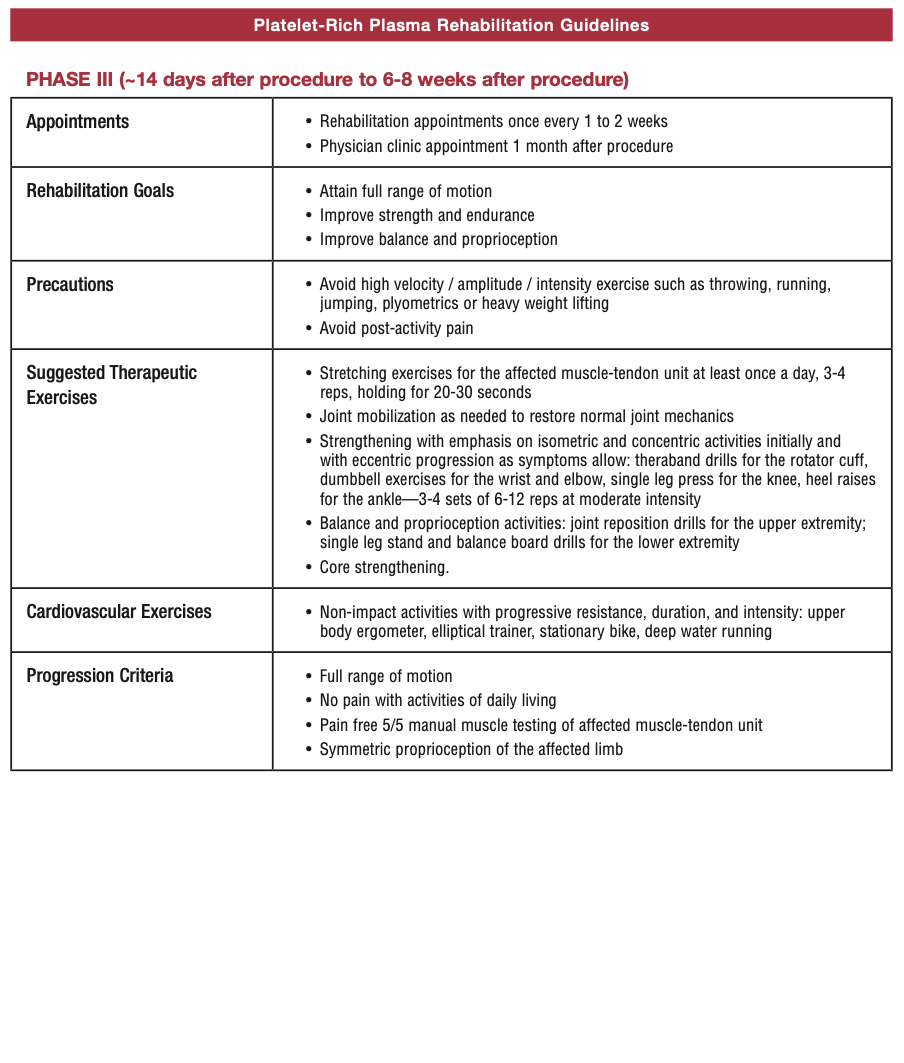 Platelet-Rich Plasma Rehabilitation Guidelines
PHASE III (~14 days after procedure to 6-8 weeks after procedure)
Appointments
• Rehabilitation appointments once every 1 to 2 weeks
• Physician clinic appointment 1 month after procedure
Rehabilitation Goals
• Attain full range of motion
• Improve strength and endurance
• Improve balance and proprioception
Precautions
• Avoid high velocity / amplitude / intensity exercise such as throwing, running,
jumping, plyometrics or heavy weight lifting
• Avoid post-activity pain
Suggested Therapeutic
Exercises
• Stretching exercises for the affected muscle-tendon unit at least once a day, 3-4
reps, holding for 20-30 seconds
• Joint mobilization as needed to restore normal joint mechanics
• Strengthening with emphasis on isometric and concentric activities initially and
with eccentric progression as symptoms allow: theraband drills for the rotator cuff,
dumbbell exercises for the wrist and elbow, single leg press for the knee, heel raises
for the ankle—3-4 sets of 6-12 reps at moderate intensity
• Balance and proprioception activities: joint reposition drills for the upper extremity;
single leg stand and balance board drills for the lower extremity
• Core strengthening.
Cardiovascular Exercises
• Non-impact activities with progressive resistance, duration, and intensity: upper
body ergometer, elliptical trainer, stationary bike, deep water running
Progression Criteria
• Full range of motion
• No pain with activities of daily living
• Pain free 5/5 manual muscle testing of affected muscle-tendon unit
• Symmetric proprioception of the affected limb